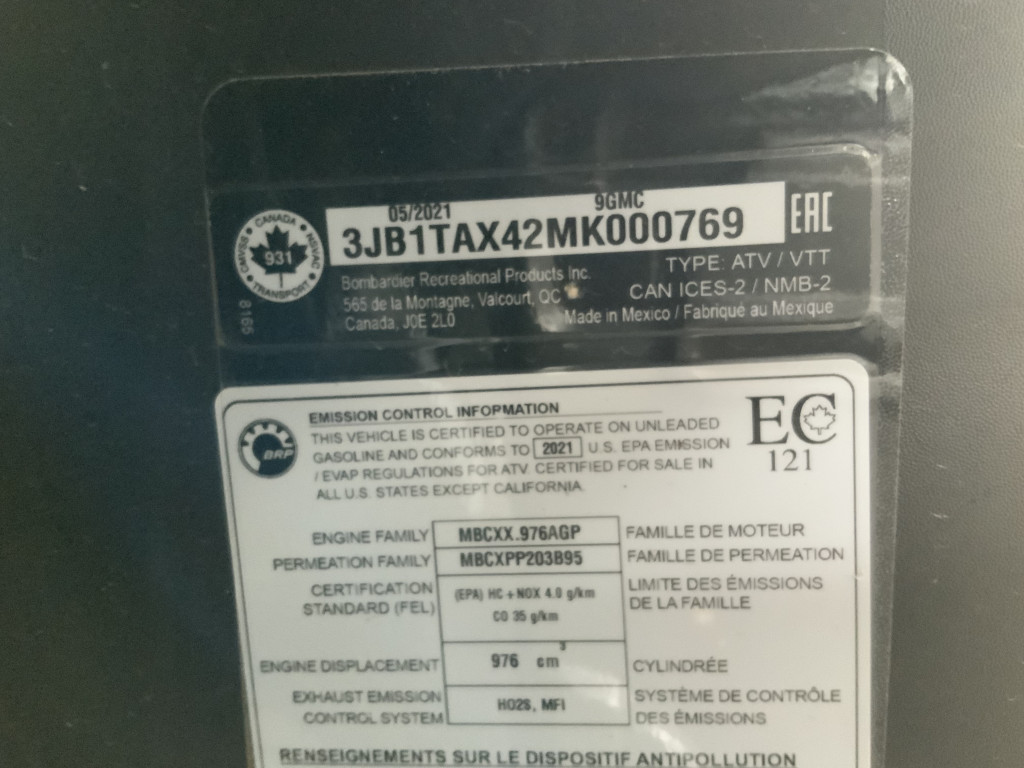 05/2021 9GMC
3JB1TAX42MK000769
EAC
CANADA
CMVSS
NSVAC
931
TRANSPORT
8165
Bombardier Recreational Products Inc.
565 de la Montagne, Valcourt, QC
Canada, J0E 2L0
TYPE: ATV / VTT
CAN ICES-2 / NMB-2
Made in Mexico / Fabriqué au Mexique
BRP
EMISSION CONTROL INFORMATION
THIS VEHICLE IS CERTIFIED TO OPERATE ON UNLEADED
GASOLINE AND CONFORMS TO 2021 U.S. EPA EMISSION
/ EVAP REGULATIONS FOR ATV. CERTIFIED FOR SALE IN
ALL U.S. STATES EXCEPT CALIFORNIA.
EC
121
ENGINE FAMILY MBCXX.976AGP FAMILLE DE MOTEUR
PERMEATION FAMILY MBCXPP203B95 FAMILLE DE PERMEATION
CERTIFICATION (EPA) HC + NOX 4.0 g/km LIMITE DES ÉMISSIONS
STANDARD (FEL) CO 35 g/km DE LA FAMILLE
ENGINE DISPLACEMENT 976 cm³ CYLINDRÉE
EXHAUST EMISSION HO2S, MFI SYSTÈME DE CONTRÔLE
CONTROL SYSTEM DES ÉMISSIONS
RENSEIGNEMENTS SUR LE DISPOSITIF ANTIPOLLUTION